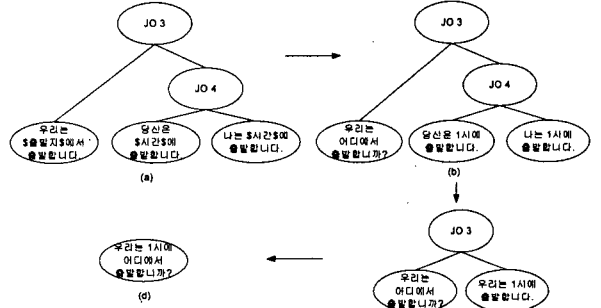 JO 3
JO 4
우리는
$출발지$에서
출발합니다.
당신은
$시간$에
출발합니다.
나는 $시간$에
출발합니다.
(a)
JO 3
JO 4
우리는
어디에서
출발합니까?
당신은 1시에
출발합니다.
나는 1시에
출발합니다.
(b)
JO 3
우리는
어디에서
출발합니까?
우리는 1시에
출발합니다.
우리는 1시에
어디에서
출발합니까?
(d)